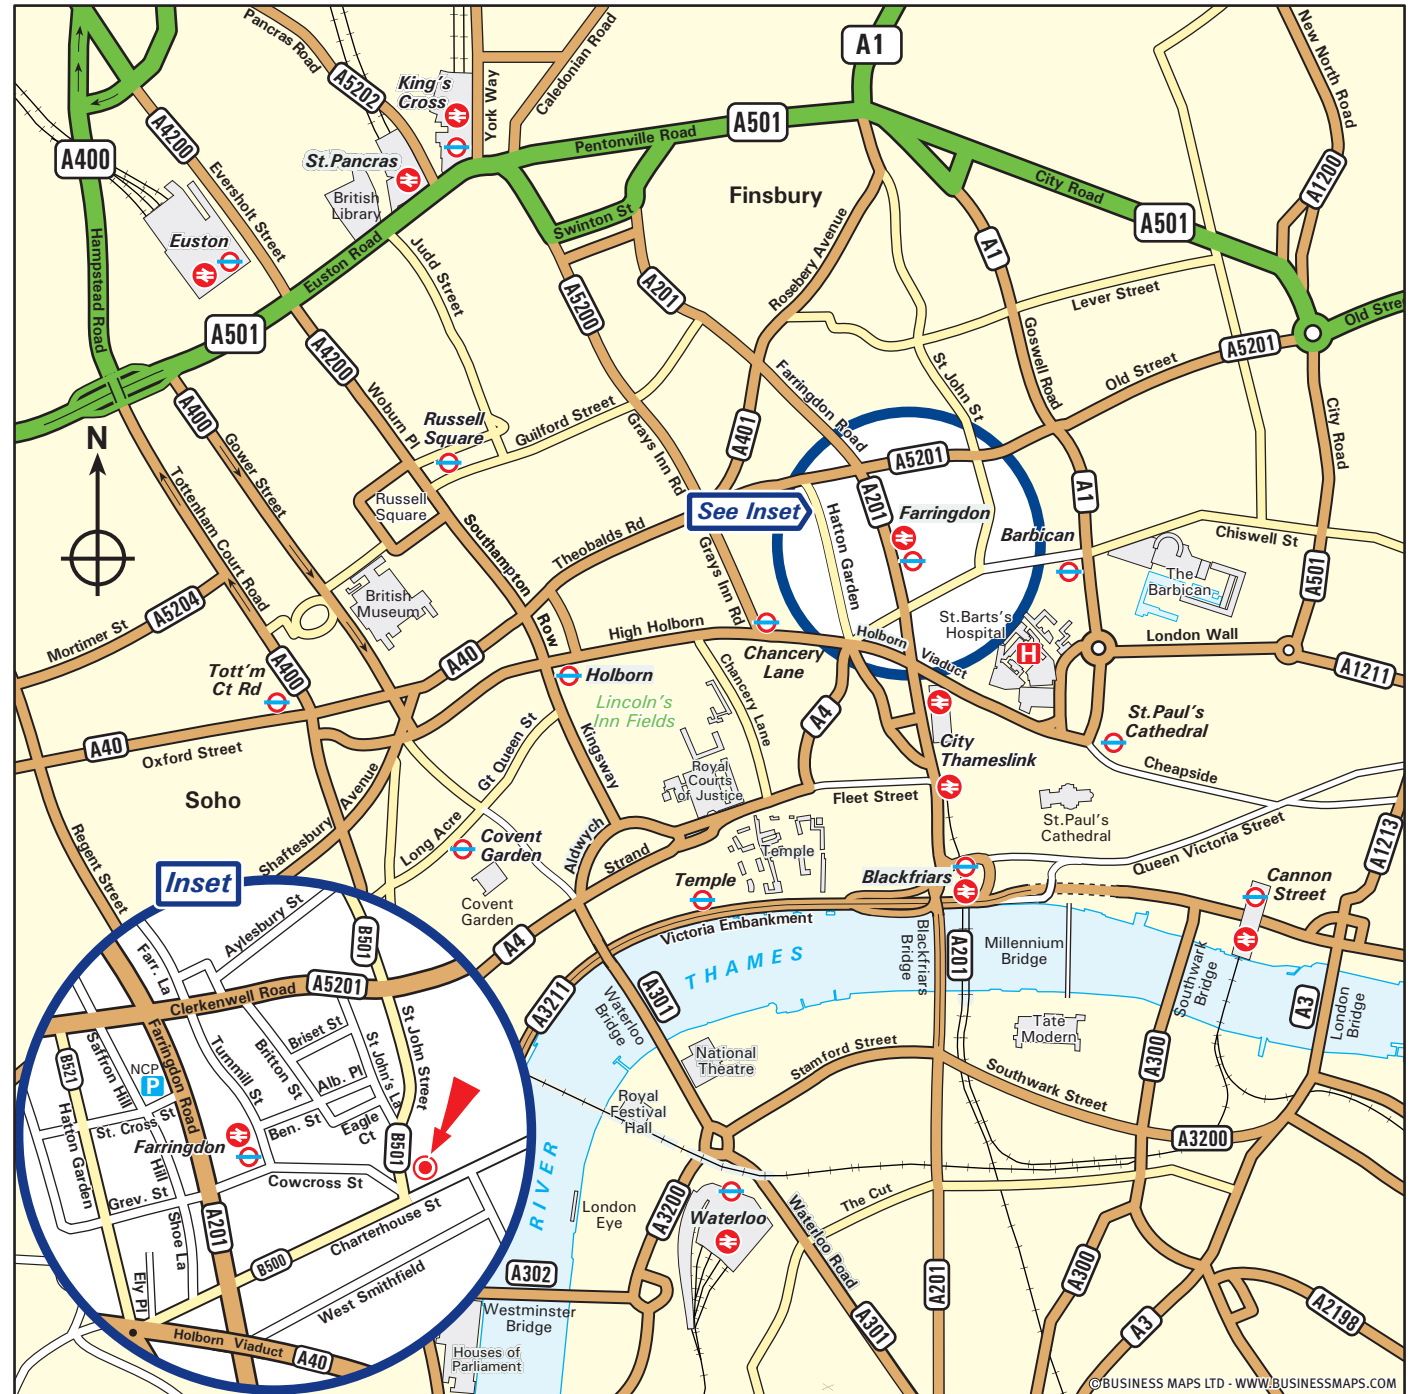 Pancras Road
A5202
King's
Cross
York Way
Caledonian Road
A1
New North Road
A400
A4200
Eversholt Street
St.Pancras
British
Library
Pentonville Road
A501
Finsbury
City Road
A501
A1200
Euston
Hampstead Road
Euston Road
Judd Street
Swinton St
A201
A5200
Rosebery Avenue
A1
Lever Street
Old Street
A501
A4200
Woburn Pl
Goswell Road
St John St
Old Street
A5201
City Road
N
A400
Gower Street
Tottenham Court Road
Russell
Square
Guilford Street
Grays Inn Rd
A401
Farringdon Road
A5201
Russell
Square
See Inset
A201
Farringdon
Hatton Garden
Barbican
A1
Chiswell St
Southampton
Row
Theobalds Rd
Grays Inn Rd
British
Museum
The
Barbican
A501
A5204
Mortimer St
High Holborn
Holborn
Viaduct
St.Barts's
Hospital
H
London Wall
A1211
Tott'm
Ct Rd
A400
A40
Holborn
Chancery
Lane
Chancery Lane
Lincoln's
Inn Fields
A4
St.Paul's
Cathedral
A40
Oxford Street
Gt Queen St
Kingsway
City
Thameslink
Cheapside
Soho
Shaftesbury
Avenue
Royal
Courts
of Justice
Fleet Street
St.Paul's
Cathedral
Regent Street
Long Acre
Covent
Garden
Aldwych
Strand
Temple
Queen Victoria Street
A1213
Inset
Covent
Garden
Temple
Blackfriars
Cannon
Street
Victoria Embankment
A4
A3211
THAMES
Blackfriars
Bridge
A201
Millennium
Bridge
Southwark
Bridge
A3
London
Bridge
Aylesbury St
Farr. La
B501
Clerkenwell Road
A5201
A301
Waterloo
Bridge
Tate
Modern
B521
Saffron Hill
NCP
P
Farringdon Road
Turnmill St
Britton St
Briset St
Alb. Pl
St John's La
St John Street
National
Theatre
Stamford Street
A300
Southwark Street
Hatton Garden
St. Cross St
Farringdon
Ben. St
Eagle
Ct
B501
Royal
Festival
Hall
A3200
Hill
Cowcross St
RIVER
Grev. St
Shoe La
A201
Charterhouse St
London
Eye
A3200
Waterloo
The Cut
Waterloo Road
Ely Pl
B500
West Smithfield
A302
A201
A300
A3
A2198
Holborn Viaduct
A40
Westminster
Bridge
Houses of
Parliament
A301
©BUSINESS MAPS LTD - WWW.BUSINESSMAPS.COM